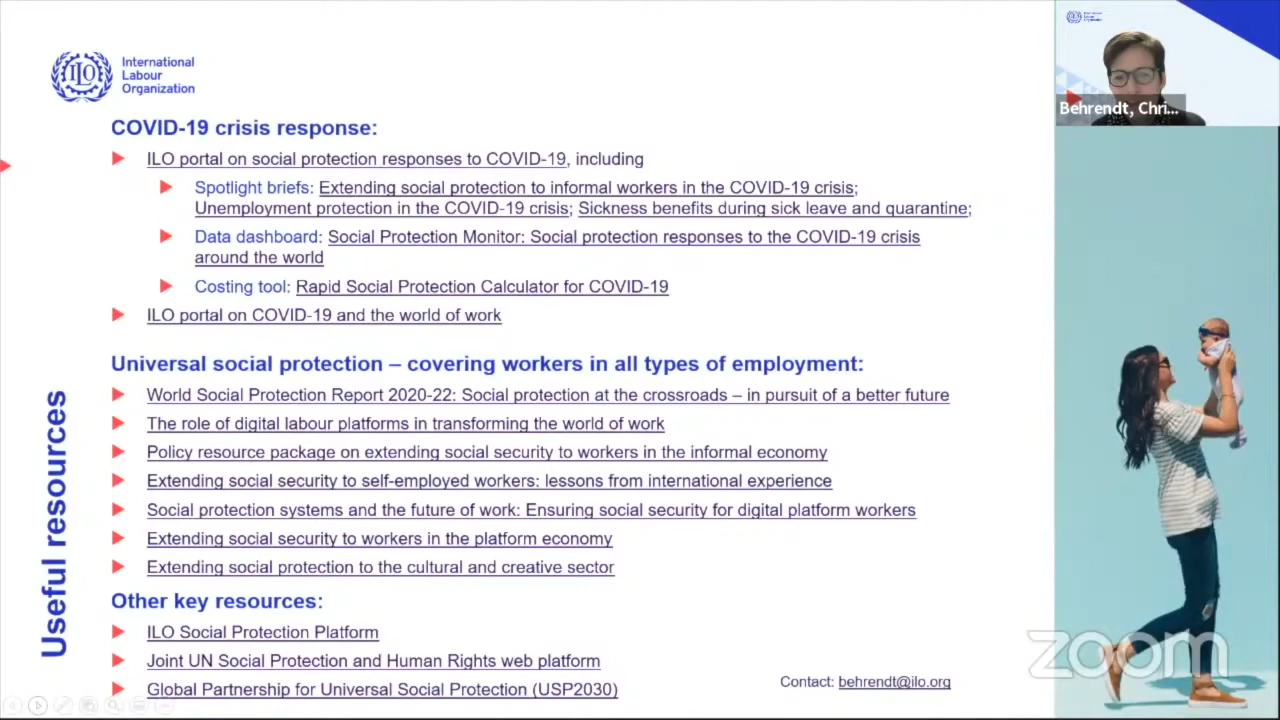 International
Labour
Organization
COVID-19 crisis response:
ILO portal on social protection responses to COVID-19, including
Spotlight briefs: Extending social protection to informal workers in the COVID-19 crisis;
Unemployment protection in the COVID-19 crisis; Sickness benefits during sick leave and quarantine;
Data dashboard: Social Protection Monitor: Social protection responses to the COVID-19 crisis
around the world
Costing tool: Rapid Social Protection Calculator for COVID-19
ILO portal on COVID-19 and the world of work
Universal social protection – covering workers in all types of employment:
World Social Protection Report 2020-22: Social protection at the crossroads – in pursuit of a better future
The role of digital labour platforms in transforming the world of work
Policy resource package on extending social security to workers in the informal economy
Extending social security to self-employed workers: lessons from international experience
Social protection systems and the future of work: Ensuring social security for digital platform workers
Extending social security to workers in the platform economy
Extending social protection to the cultural and creative sector
Other key resources:
ILO Social Protection Platform
Joint UN Social Protection and Human Rights web platform
Global Partnership for Universal Social Protection (USP2030)
Contact: behrendt@ilo.org
Useful resources
Behrendt, Chri...
zoom